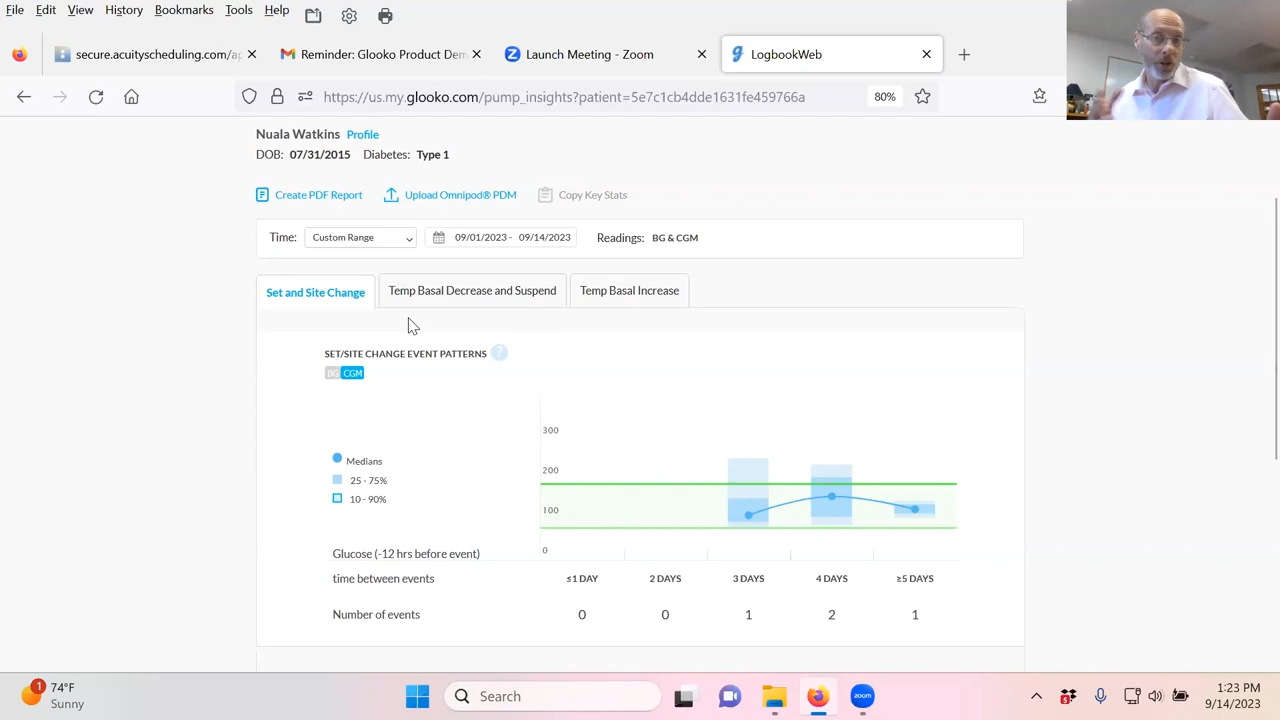 File Edit View History Bookmarks Tools Help
secure.acuityscheduling.com/a
Reminder: Glooko Product Dem
Launch Meeting - Zoom
LogbookWeb
https://us.my.glooko.com/pump_insights?patient=5e7c1cb4dde1631fe459766a
80%
Nuala Watkins Profile
DOB: 07/31/2015 Diabetes: Type 1
Create PDF Report Upload Omnipod® PDM Copy Key Stats
Time: Custom Range 09/01/2023 - 09/14/2023 Readings: BG & CGM
Set and Site Change Temp Basal Decrease and Suspend Temp Basal Increase
SET/SITE CHANGE EVENT PATTERNS ?
BG CGM
300
Medians
200
25 - 75%
10 - 90%
100
0
Glucose (-12 hrs before event)
time between events ≤1 DAY 2 DAYS 3 DAYS 4 DAYS ≥5 DAYS
Number of events 0 0 1 2 1
1
74°F
Sunny
Search
zoom
S
1:23 PM
9/14/2023